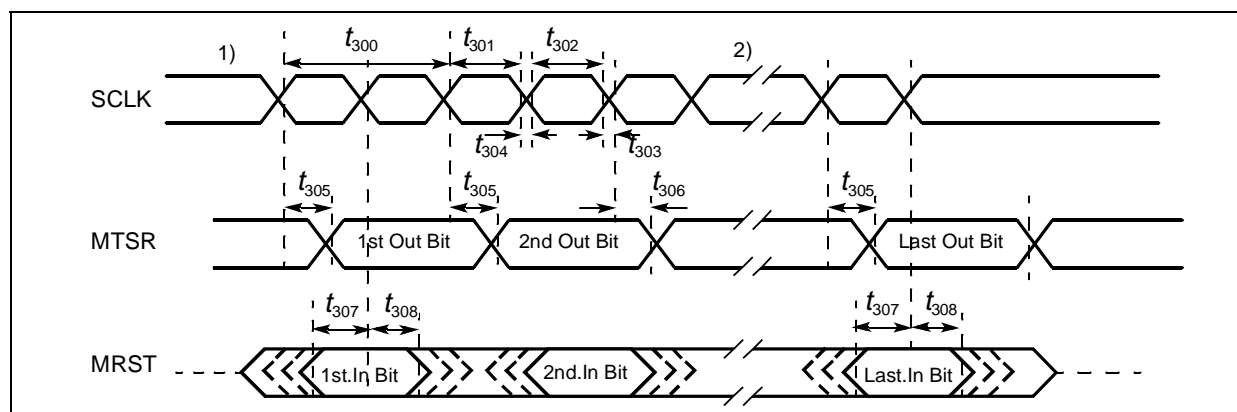 1) t300 t301 t302 2)
SCLK
t304 t303
t305 t305 t306 t305
MTSR 1st Out Bit 2nd Out Bit Last Out Bit
t307 t308 t307 t308
MRST 1st.In Bit 2nd.In Bit Last.In Bit